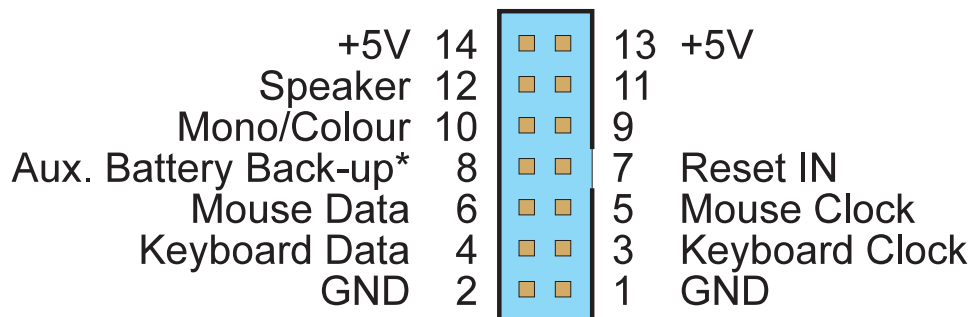 +5V 14 13 +5V
Speaker 12 11
Mono/Colour 10 9
Aux. Battery Back-up* 8 7 Reset IN
Mouse Data 6 5 Mouse Clock
Keyboard Data 4 3 Keyboard Clock
GND 2 1 GND